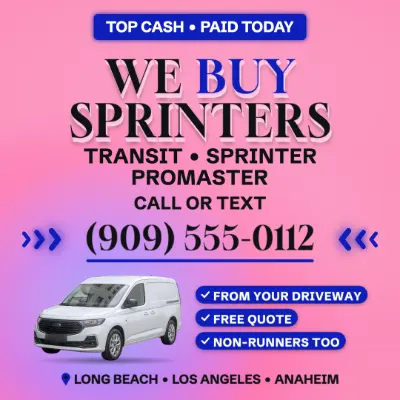 TOP CASH • PAID TODAY
WE BUY
SPRINTERS
TRANSIT • SPRINTER
PROMASTER
CALL OR TEXT
(909) 555-0112
FROM YOUR DRIVEWAY
FREE QUOTE
NON-RUNNERS TOO
LONG BEACH • LOS ANGELES • ANAHEIM